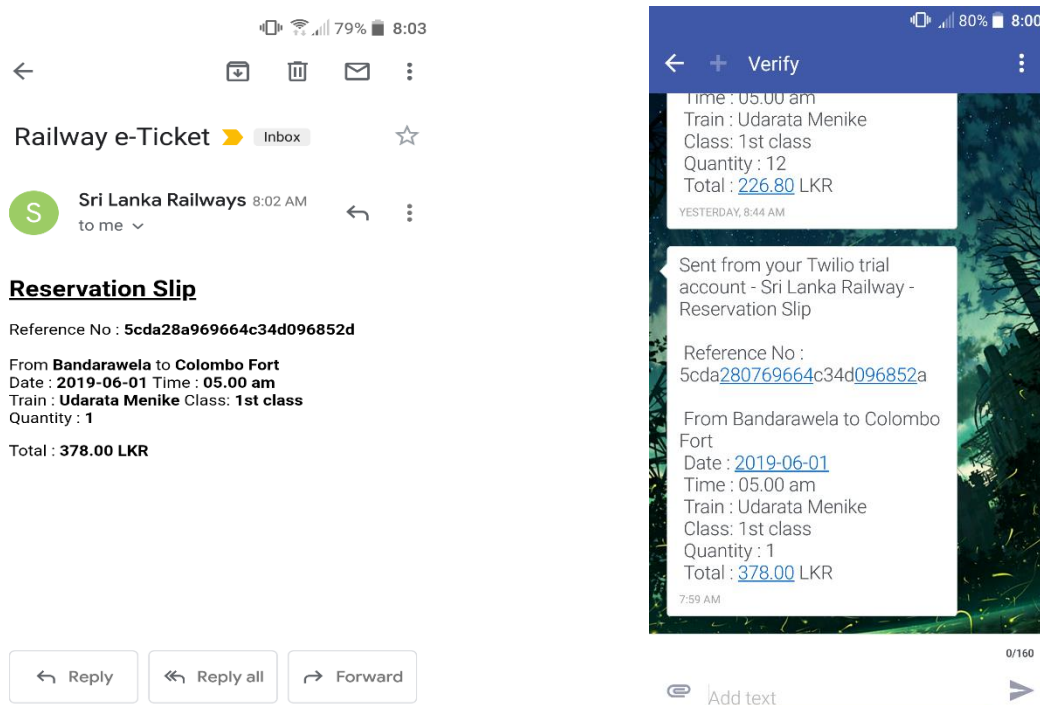 79% 8:03
Railway e-Ticket Inbox
S
Sri Lanka Railways 8:02 AM
to me
Reservation Slip
Reference No : 5cda28a969664c34d096852d
From Bandarawela to Colombo Fort
Date : 2019-06-01 Time : 05.00 am
Train : Udarata Menike Class: 1st class
Quantity : 1
Total : 378.00 LKR
Reply
Reply all
Forward
80% 8:00
Verify
Time : 05.00 am
Train : Udarata Menike
Class: 1st class
Quantity : 12
Total : 226.80 LKR
YESTERDAY, 8:44 AM
Sent from your Twilio trial
account - Sri Lanka Railway -
Reservation Slip
Reference No :
5cda280769664c34d096852a
From Bandarawela to Colombo
Fort
Date : 2019-06-01
Time : 05.00 am
Train : Udarata Menike
Class: 1st class
Quantity : 1
Total : 378.00 LKR
7:59 AM
0/160
Add text